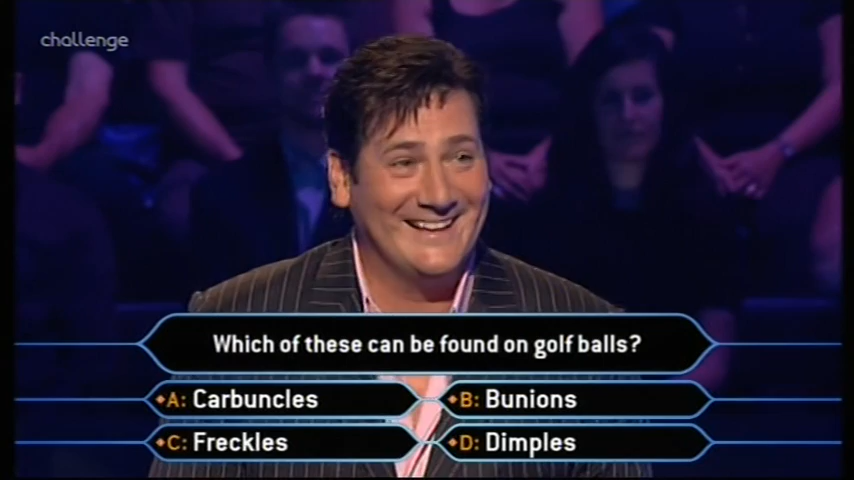 challenge
Which of these can be found on golf balls?
A: Carbuncles
B: Bunions
C: Freckles
D: Dimples